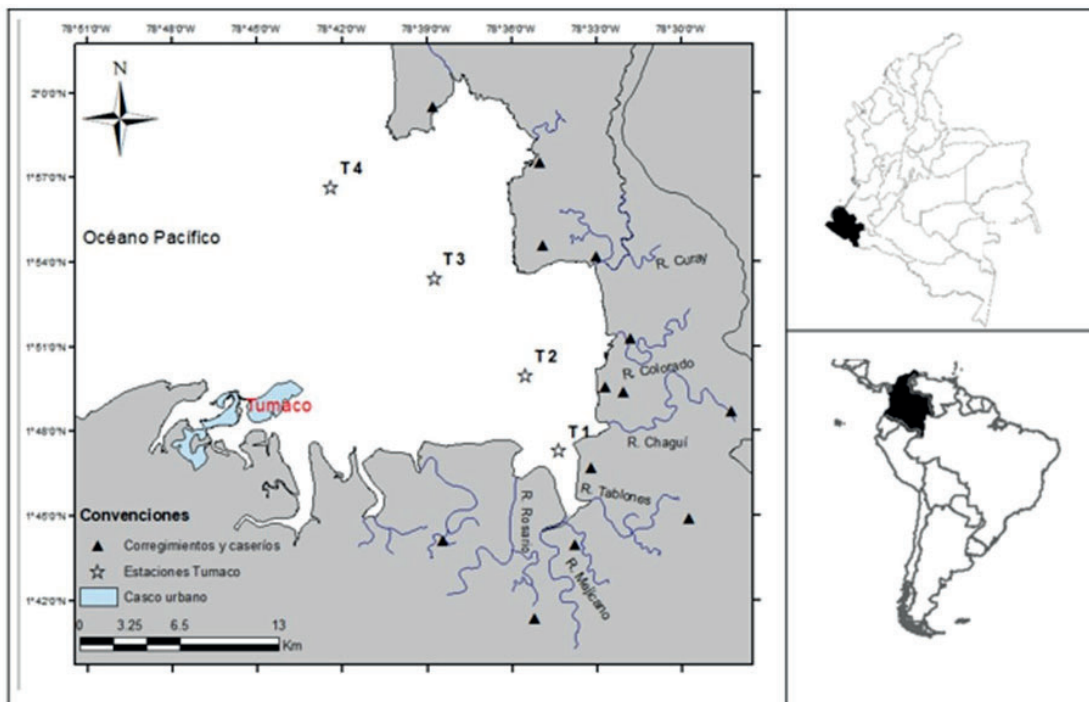 78°51'0"W 78°48'0"W 78°45'0"W 78°42'0"W 78°39'0"W 78°36'0"W 78°33'0"W 78°30'0"W
N
2°0'0"N
1°57'0"N
1°54'0"N
1°51'0"N
1°48'0"N
1°45'0"N
1°42'0"N
T4
Océano Pacífico
T3
R. Curay
T2
R. Colorado
Tumaco
T1
R. Chaguí
R. Tablones
R. Rosario
R. Mejicano
Convenciones
Corregimientos y caseríos
Estaciones Tumaco
Casco urbano
0 3.25 6.5 13
Km